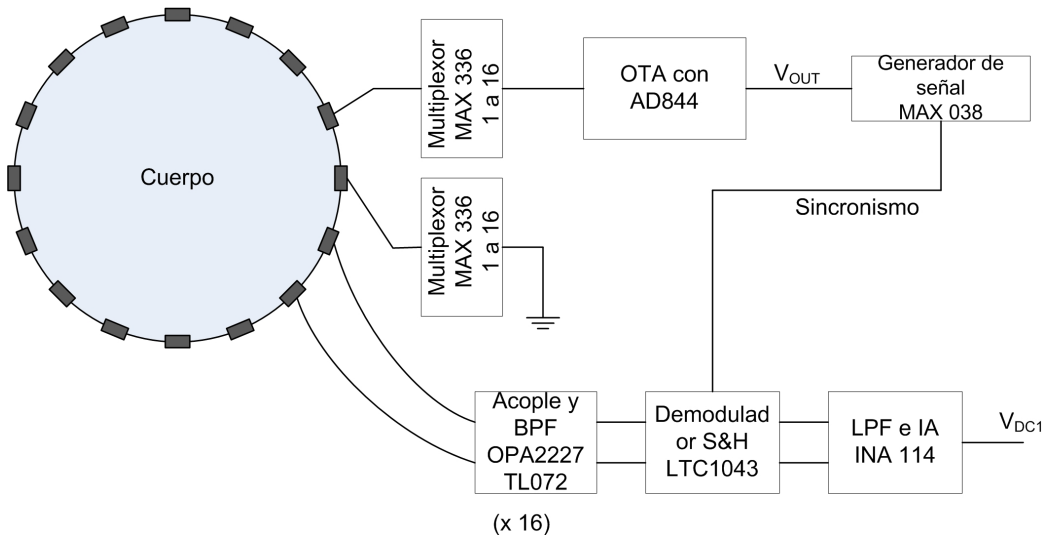 Cuerpo
Multiplexor
MAX 336
1 a 16
OTA con
AD844
VOUT
Generador de
señal
MAX 038
Multiplexor
MAX 336
1 a 16
Sincronismo
Acople y
BPF
OPA2227
TL072
(x 16)
Demodulad
or S&H
LTC1043
LPF e IA
INA 114
VDC1